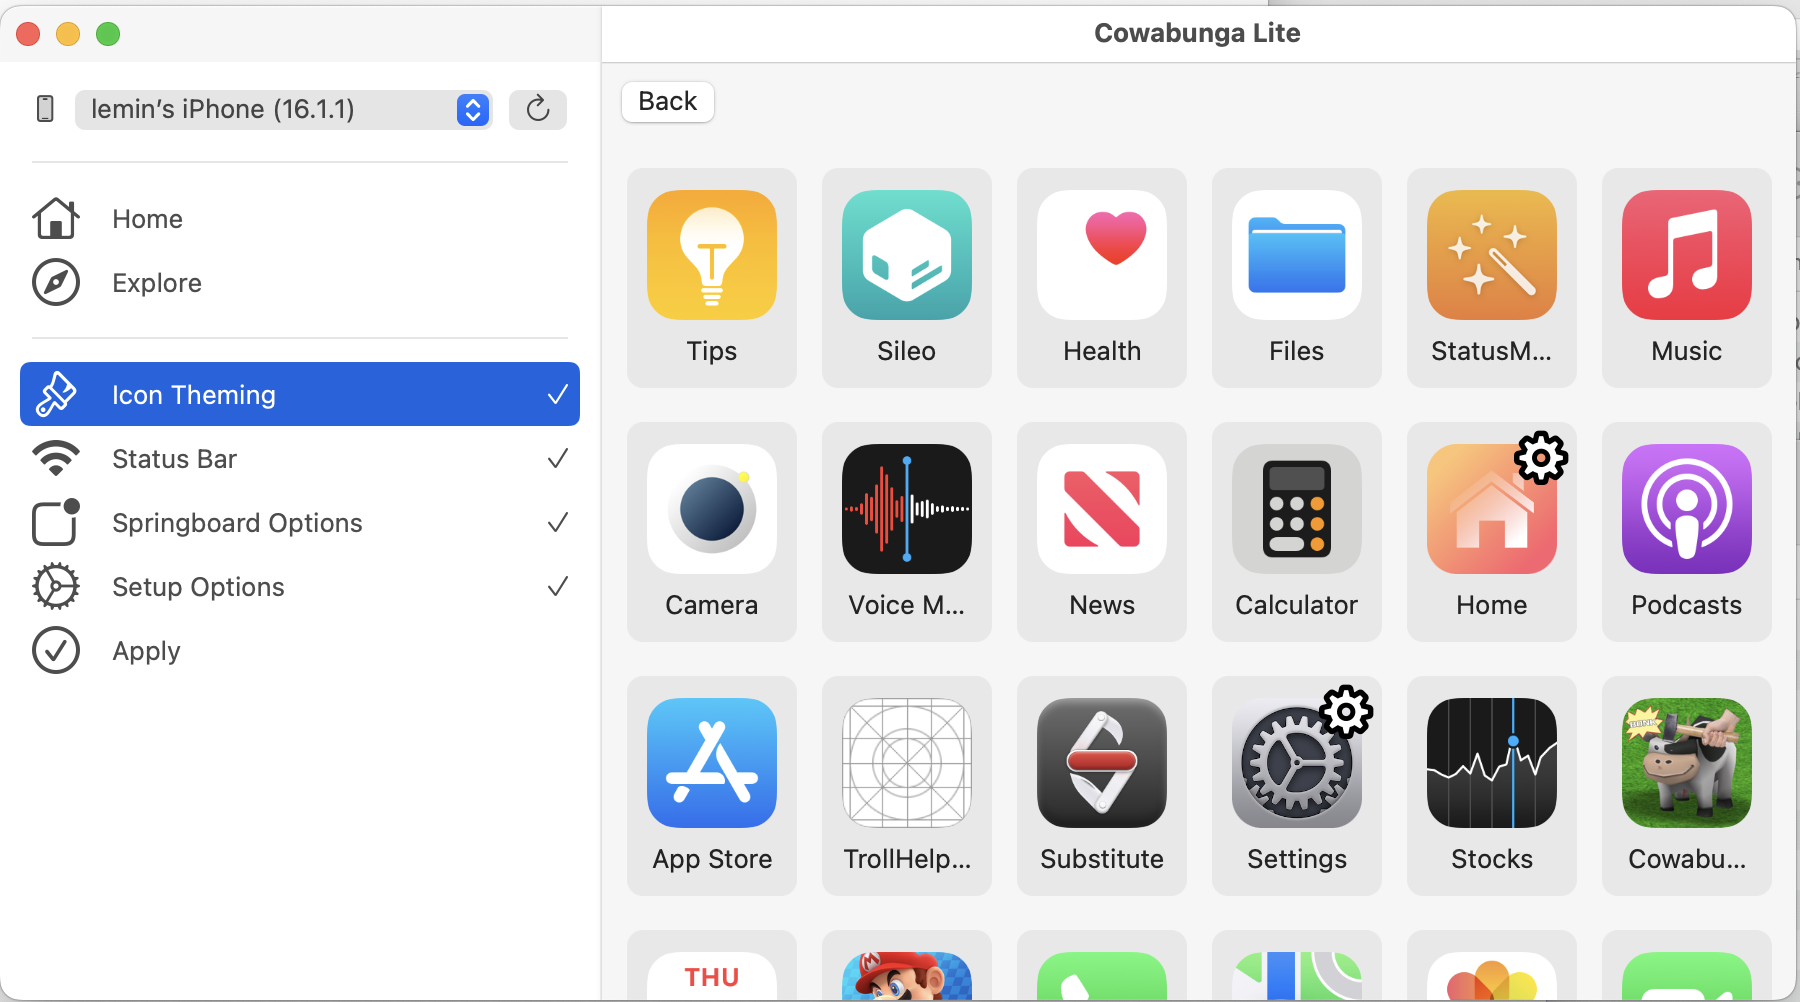 Cowabunga Lite
lemin's iPhone (16.1.1)
Back
Home
Explore
Icon Theming
Status Bar
Springboard Options
Setup Options
Apply
Tips
Sileo
Health
Files
StatusM...
Music
Camera
Voice M...
News
Calculator
Home
Podcasts
App Store
TrollHelp...
Substitute
Settings
Stocks
Cowabu...
THU